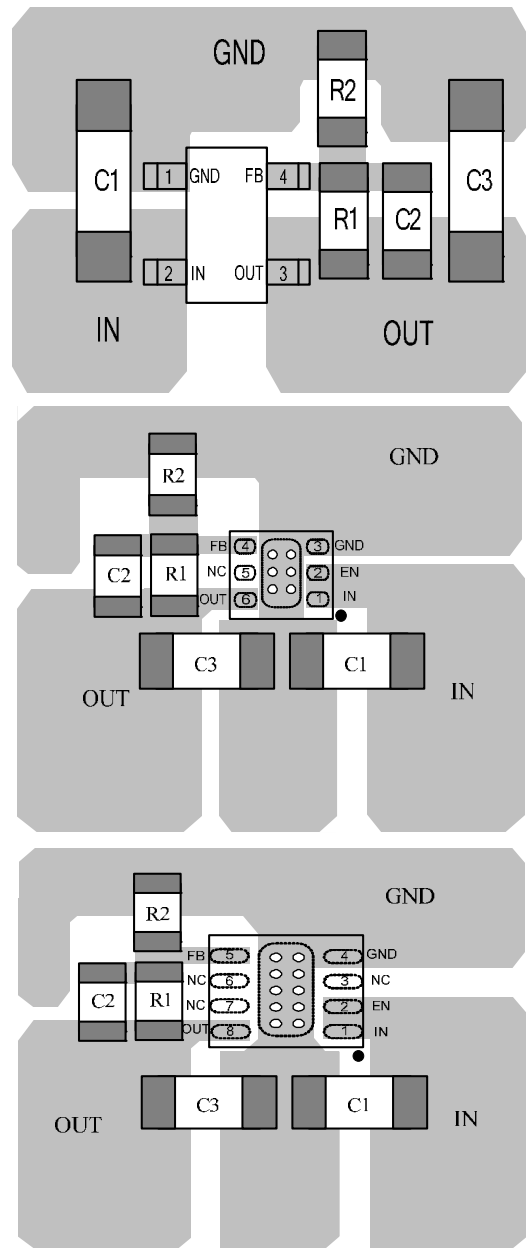 GND
R2
C1
1 GND FB 4
R1
C2
C3
2 IN OUT 3
IN
OUT
GND
R2
FB 4 3 GND
C2
R1
NC 5 2 EN
OUT 6 1 IN
C3
C1
OUT
IN
R2
GND
FB 5 4 GND
NC 6 3 NC
C2
R1
NC 7 2 EN
OUT 8 1 IN
C3
C1
OUT
IN